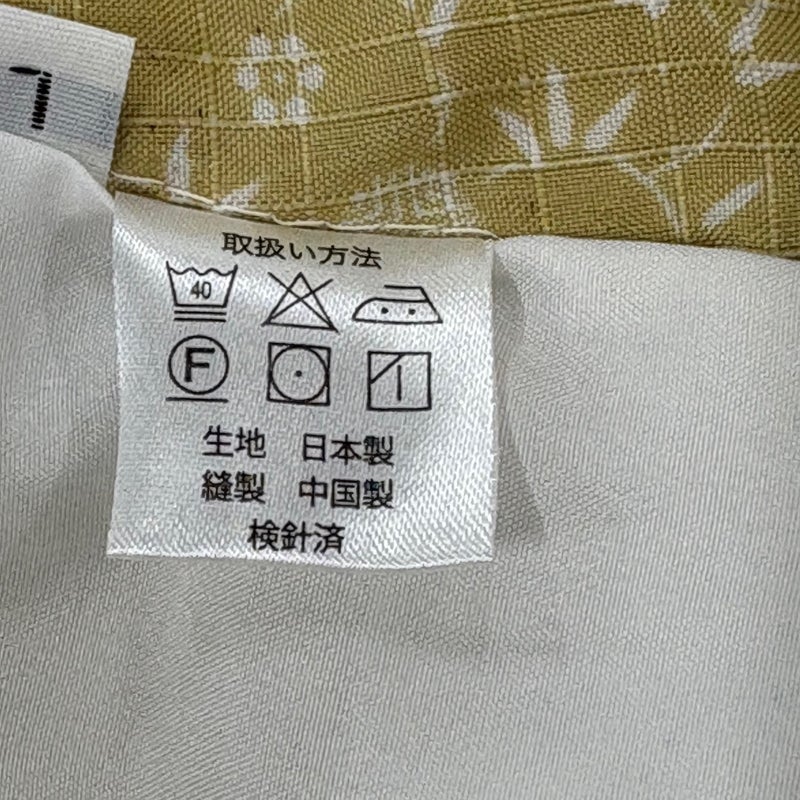 取扱い方法
40
F
生地 日本製
縫製 中国製
検針済